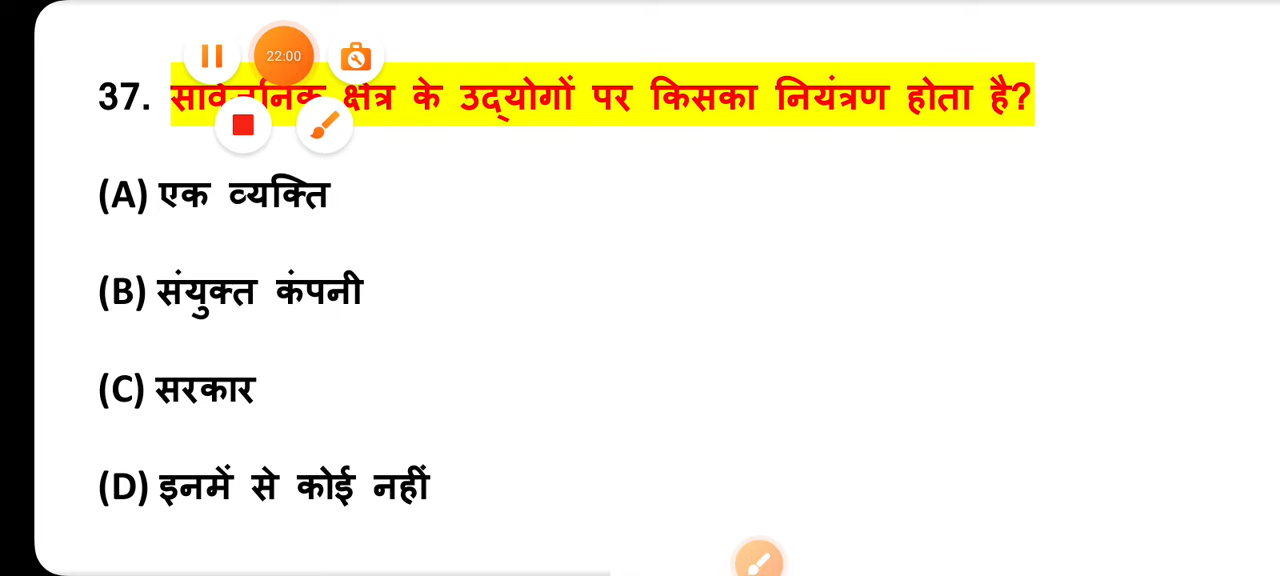 22:00
37. सार्वजनिक क्षेत्र के उद्योगों पर किसका नियंत्रण होता है?
(A) एक व्यक्ति
(B) संयुक्त कंपनी
(C) सरकार
(D) इनमें से कोई नहीं